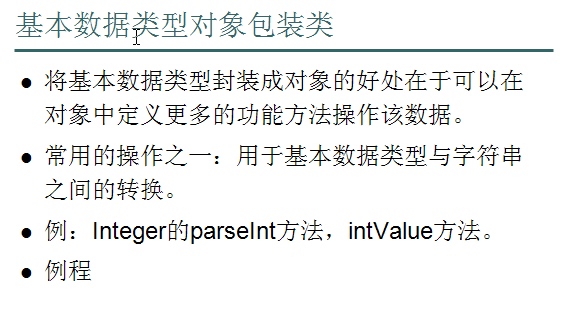 基本数据类型对象包装类
● 将基本数据类型封装成对象的好处在于可以在
对象中定义更多的功能方法操作该数据。
● 常用的操作之一：用于基本数据类型与字符串
之间的转换。
● 例：Integer的parseInt方法，intValue方法。
● 例程